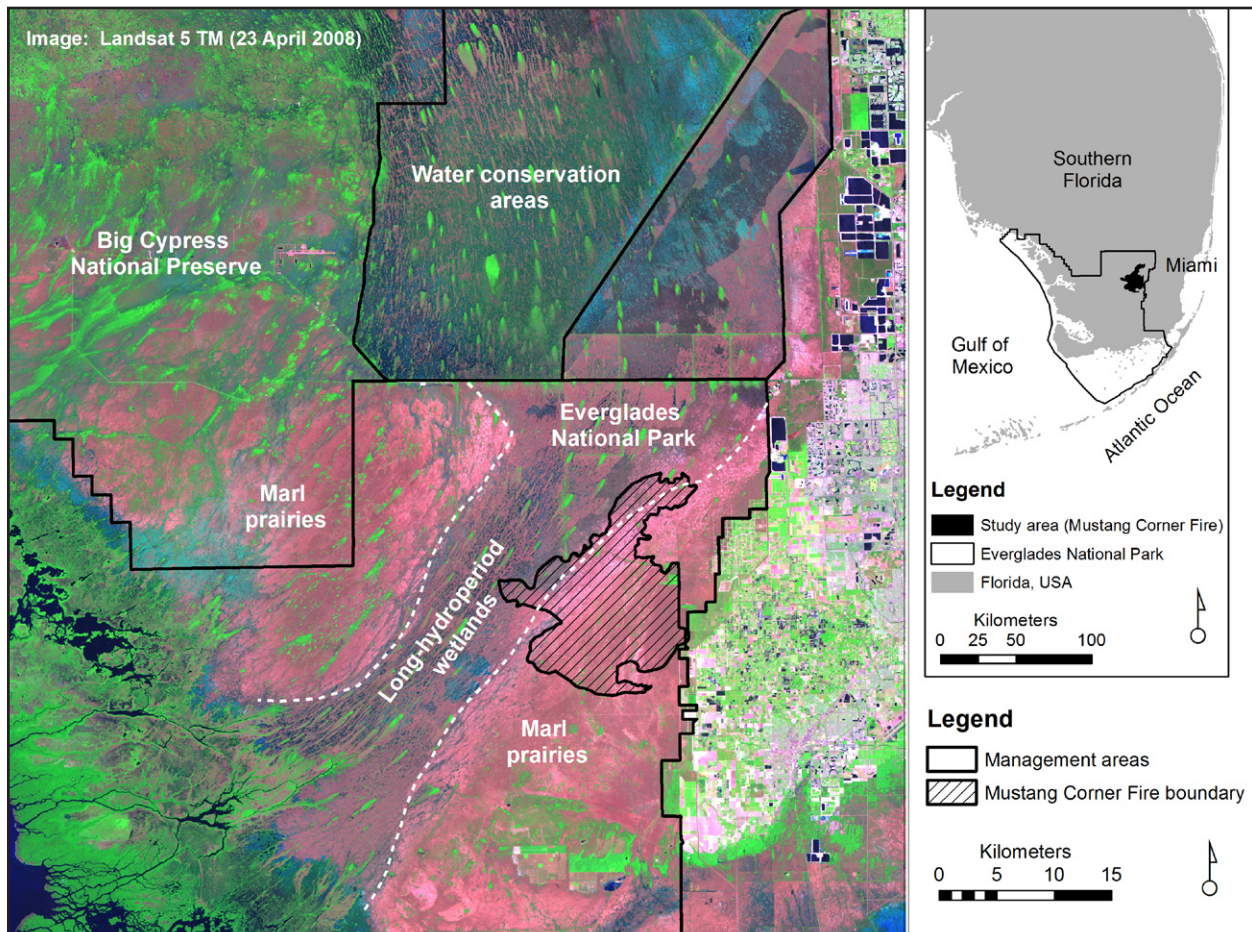 Image: Landsat 5 TM (23 April 2008)
Water conservation
areas
Big Cypress
National Preserve
Everglades
National Park
Marl
prairies
Long-hydroperiod
wetlands
Marl
prairies
Southern
Florida
Miami
Gulf of
Mexico
Atlantic Ocean
Legend
Study area (Mustang Corner Fire)
Everglades National Park
Florida, USA
Kilometers
0 25 50 100
Legend
Management areas
Mustang Corner Fire boundary
Kilometers
0 5 10 15